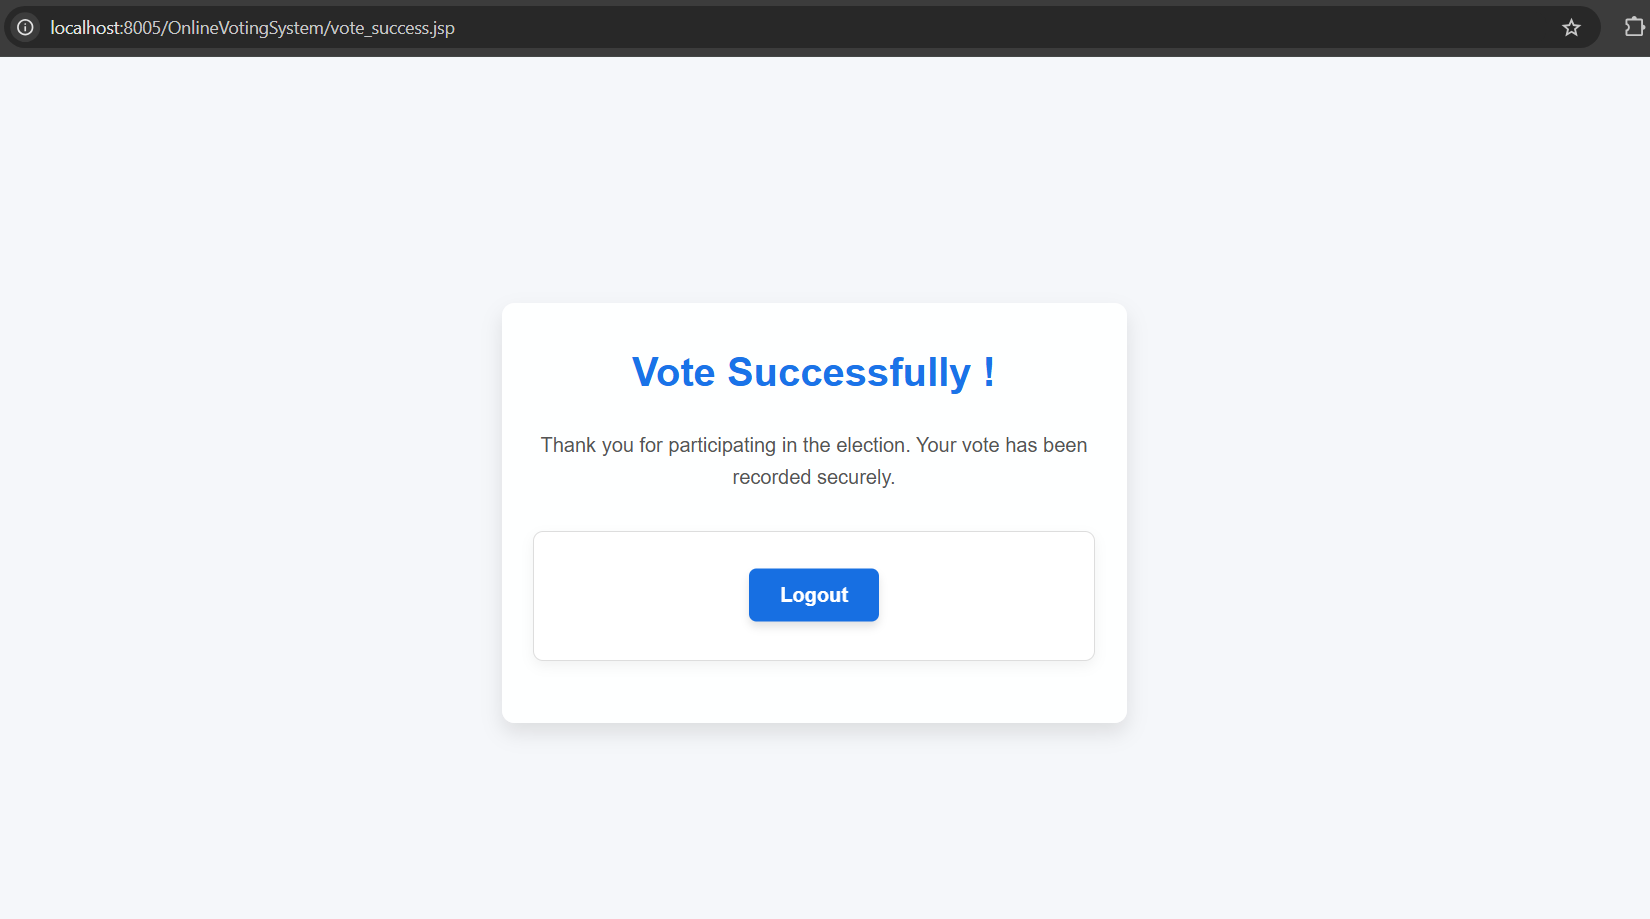 localhost:8005/OnlineVotingSystem/vote_success.jsp
Vote Successfully !
Thank you for participating in the election. Your vote has been
recorded securely.
Logout